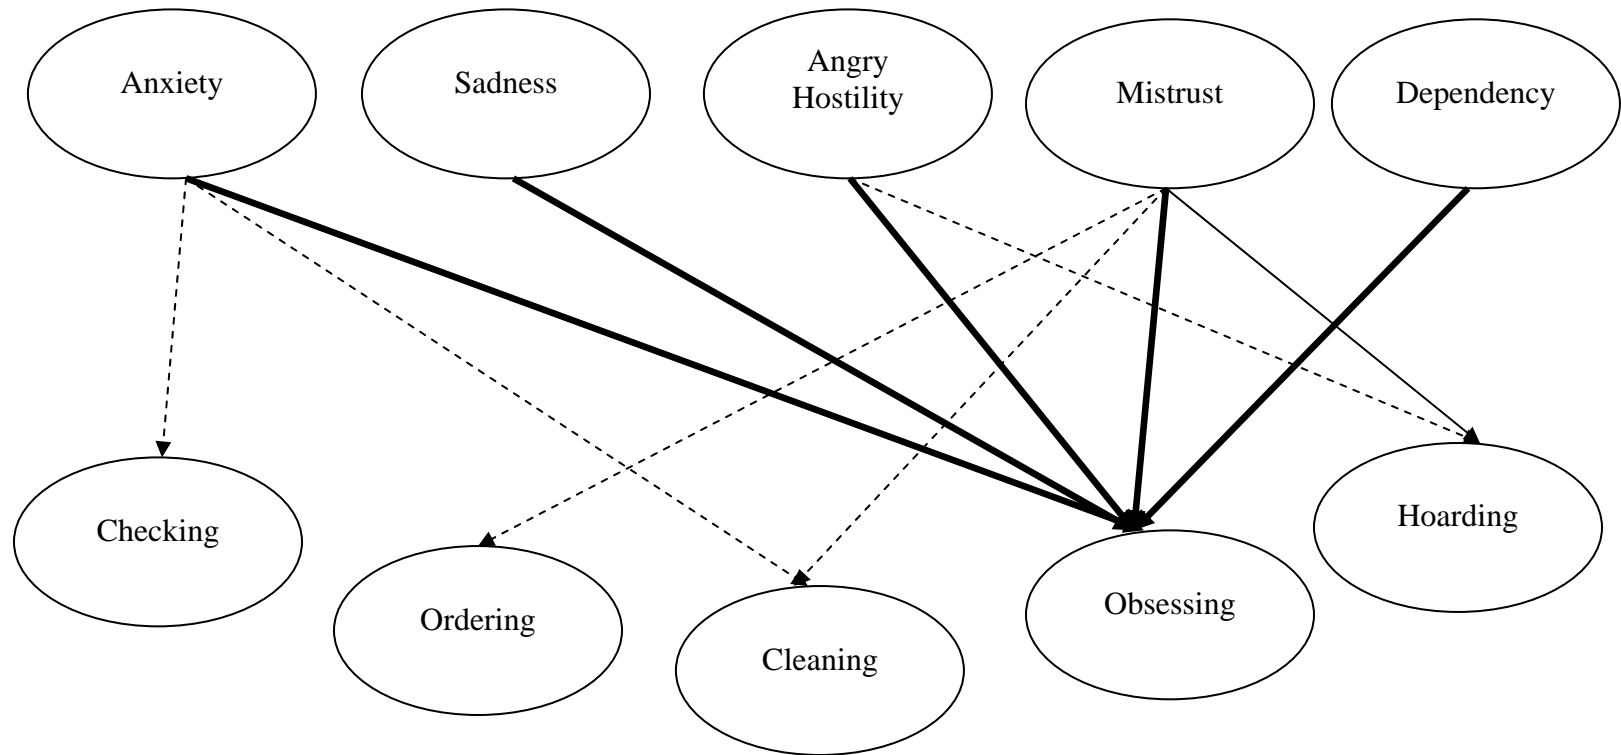 Anxiety
Sadness
Angry
Hostility
Mistrust
Dependency
Checking
Ordering
Cleaning
Obsessing
Hoarding